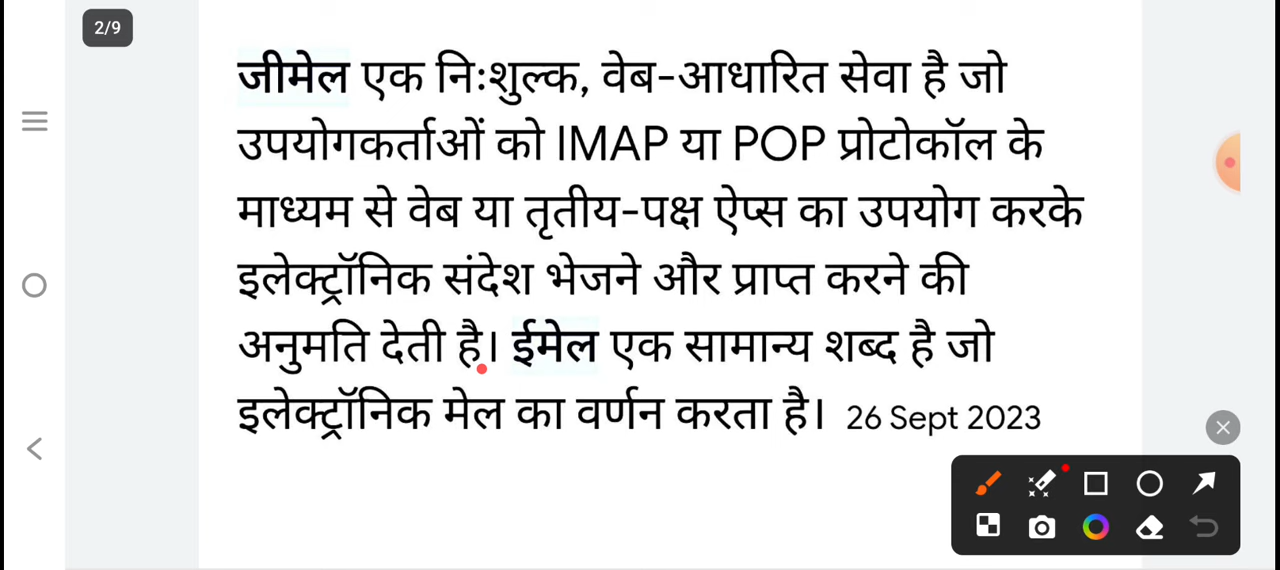 2/9
जीमेल एक निःशुल्क, वेब-आधारित सेवा है जो
उपयोगकर्ताओं को IMAP या POP प्रोटोकॉल के
माध्यम से वेब या तृतीय-पक्ष ऐप्स का उपयोग करके
इलेक्ट्रॉनिक संदेश भेजने और प्राप्त करने की
अनुमति देती है। ईमेल एक सामान्य शब्द है जो
इलेक्ट्रॉनिक मेल का वर्णन करता है। 26 Sept 2023